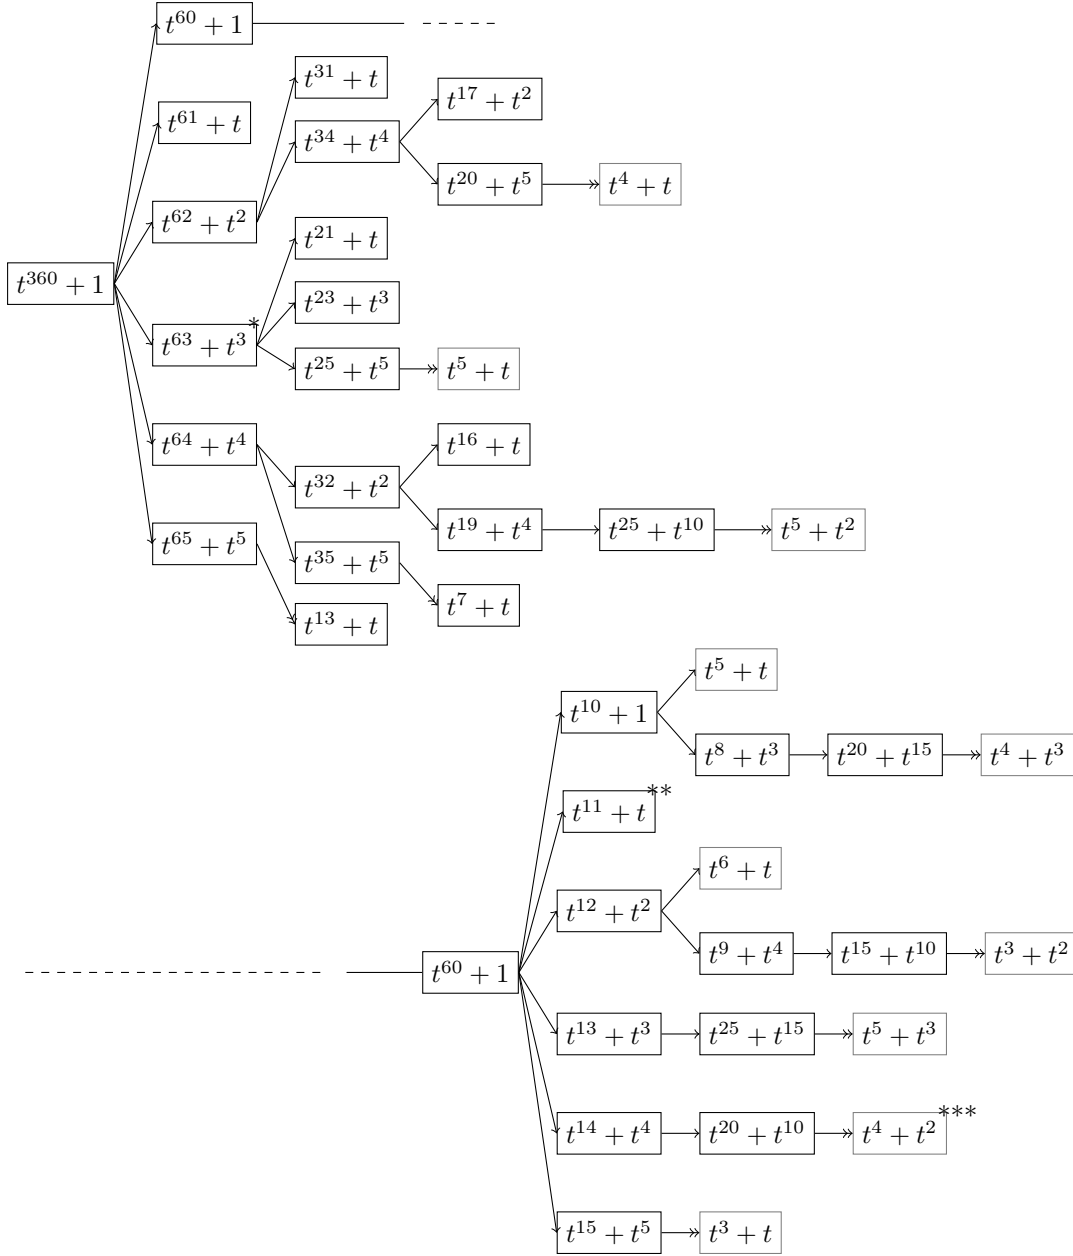 t^{60} + 1
t^{31} + t
t^{17} + t^2
t^{61} + t
t^{34} + t^4
t^{20} + t^5
t^4 + t
t^{62} + t^2
t^{21} + t
t^{360} + 1
t^{23} + t^3
t^{63} + t^3 *
t^{25} + t^5
t^5 + t
t^{64} + t^4
t^{16} + t
t^{32} + t^2
t^{19} + t^4
t^{25} + t^{10}
t^5 + t^2
t^{65} + t^5
t^{35} + t^5
t^7 + t
t^{13} + t
t^5 + t
t^{10} + 1
t^8 + t^3
t^{20} + t^{15}
t^4 + t^3
t^{11} + t **
t^6 + t
t^{12} + t^2
t^9 + t^4
t^{15} + t^{10}
t^3 + t^2
t^{60} + 1
t^{13} + t^3
t^{25} + t^{15}
t^5 + t^3
t^{14} + t^4
t^{20} + t^{10}
t^4 + t^2 ***
t^{15} + t^5
t^3 + t